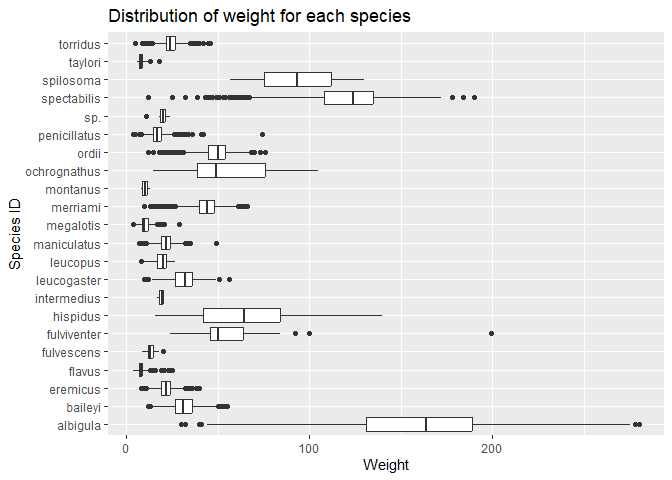 Distribution of weight for each species
torridus
taylori
spilosoma
spectabilis
sp.
penicillatus
ordii
ochrognathus
montanus
merriami
megalotis
maniculatus
leucopus
leucogaster
intermedius
hispidus
fulviventer
fulvescens
flavus
eremicus
baileyi
albigula
Species ID
0 100 200
Weight